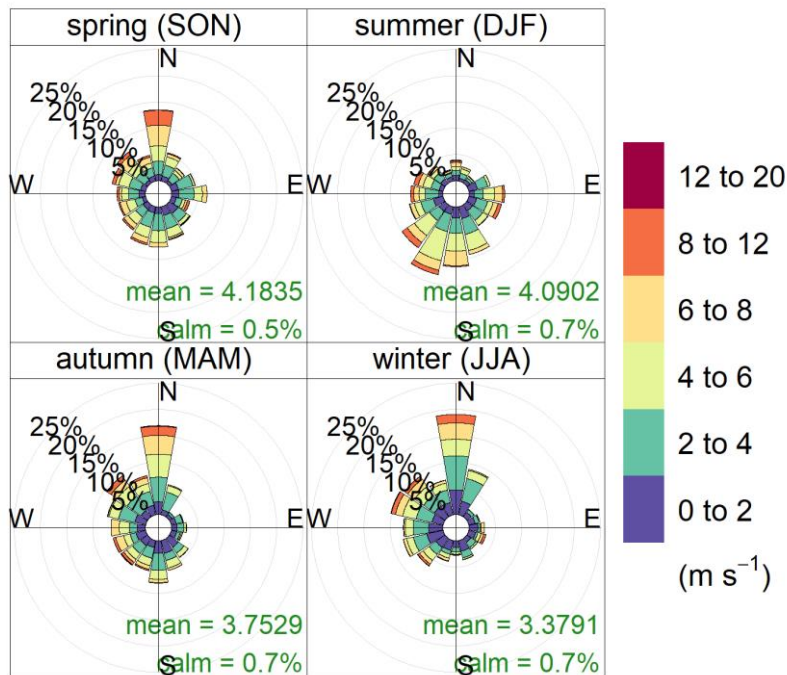 spring (SON)
N
25%
20%
15%
10%
5%
W
E
mean = 4.1835
calm = 0.5%
S
summer (DJF)
N
25%
20%
15%
10%
5%
W
E
mean = 4.0902
calm = 0.7%
S
autumn (MAM)
N
25%
20%
15%
10%
5%
W
E
mean = 3.7529
calm = 0.7%
S
winter (JJA)
N
25%
20%
15%
10%
5%
W
E
mean = 3.3791
calm = 0.7%
S
12 to 20
8 to 12
6 to 8
4 to 6
2 to 4
0 to 2
(m s⁻¹)